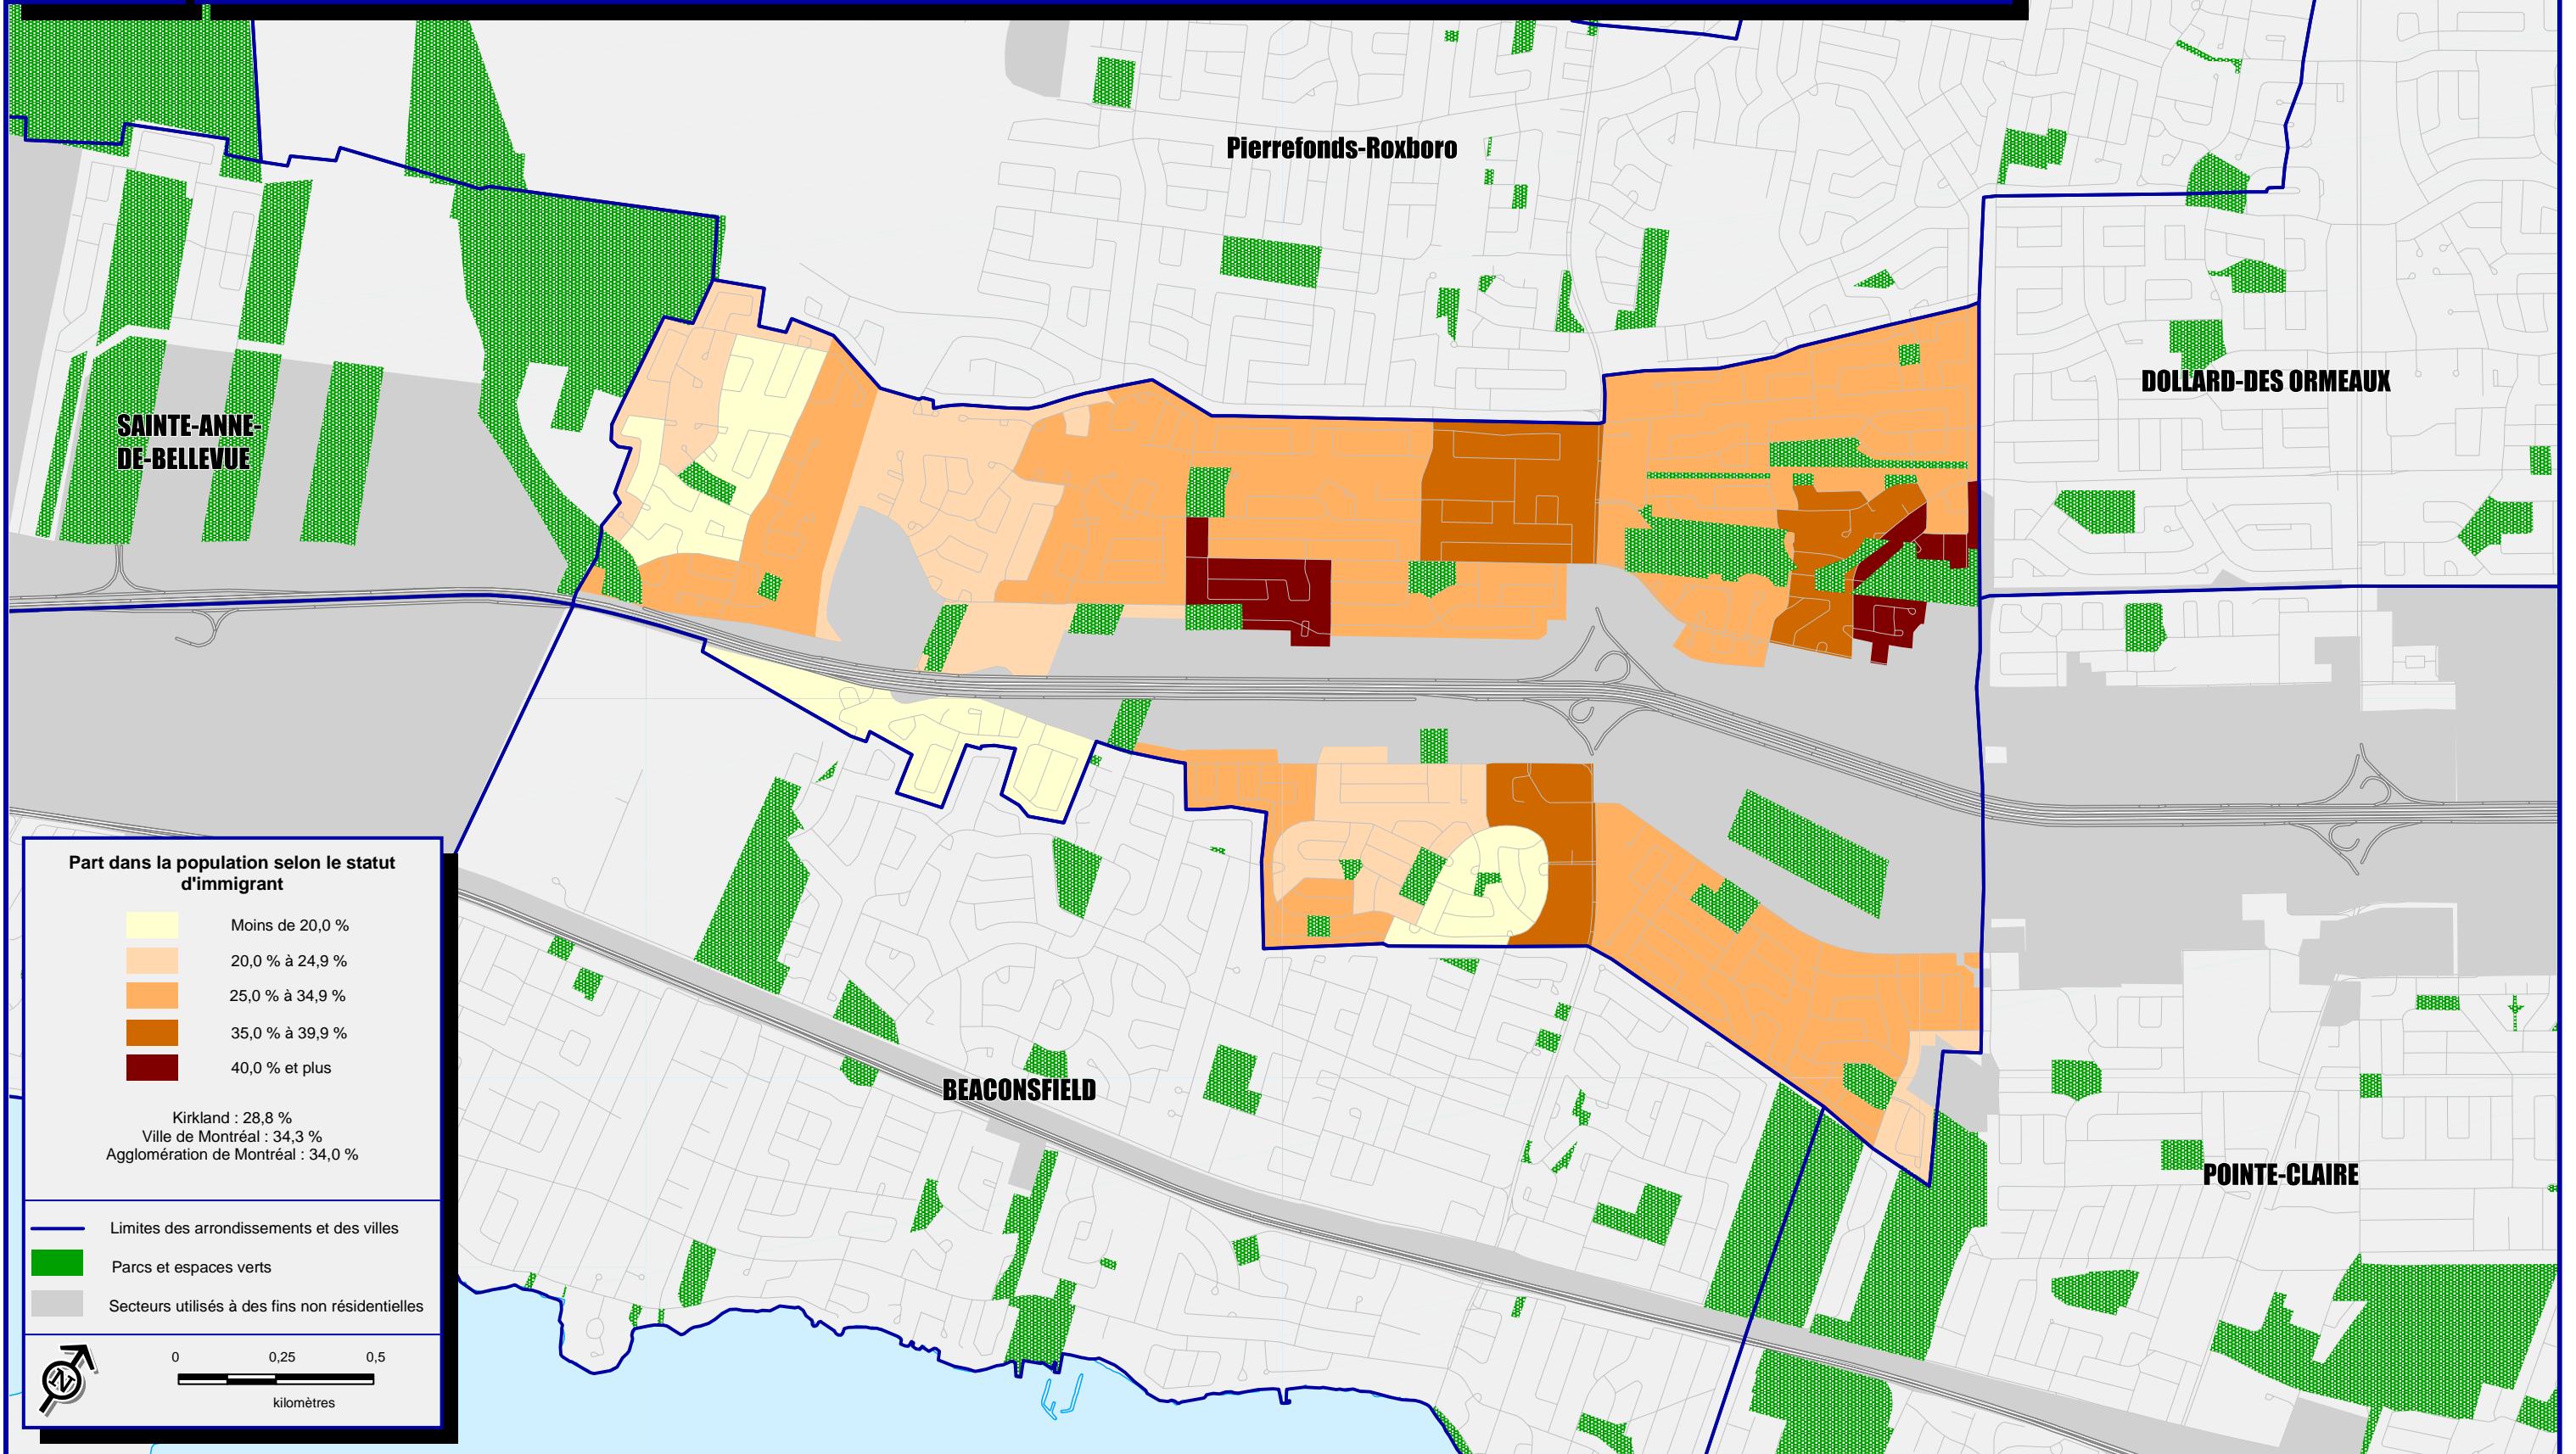 Pierrefonds-Roxboro
DOLLARD-DES ORMEAUX
SAINTE-ANNE-
DE-BELLEVUE
BEACONSFIELD
POINTE-CLAIRE
Part dans la population selon le statut
d'immigrant
Moins de 20,0 %
20,0 % à 24,9 %
25,0 % à 34,9 %
35,0 % à 39,9 %
40,0 % et plus
Kirkland : 28,8 %
Ville de Montréal : 34,3 %
Agglomération de Montréal : 34,0 %
Limites des arrondissements et des villes
Parcs et espaces verts
Secteurs utilisés à des fins non résidentielles
N
0 0,25 0,5
kilomètres